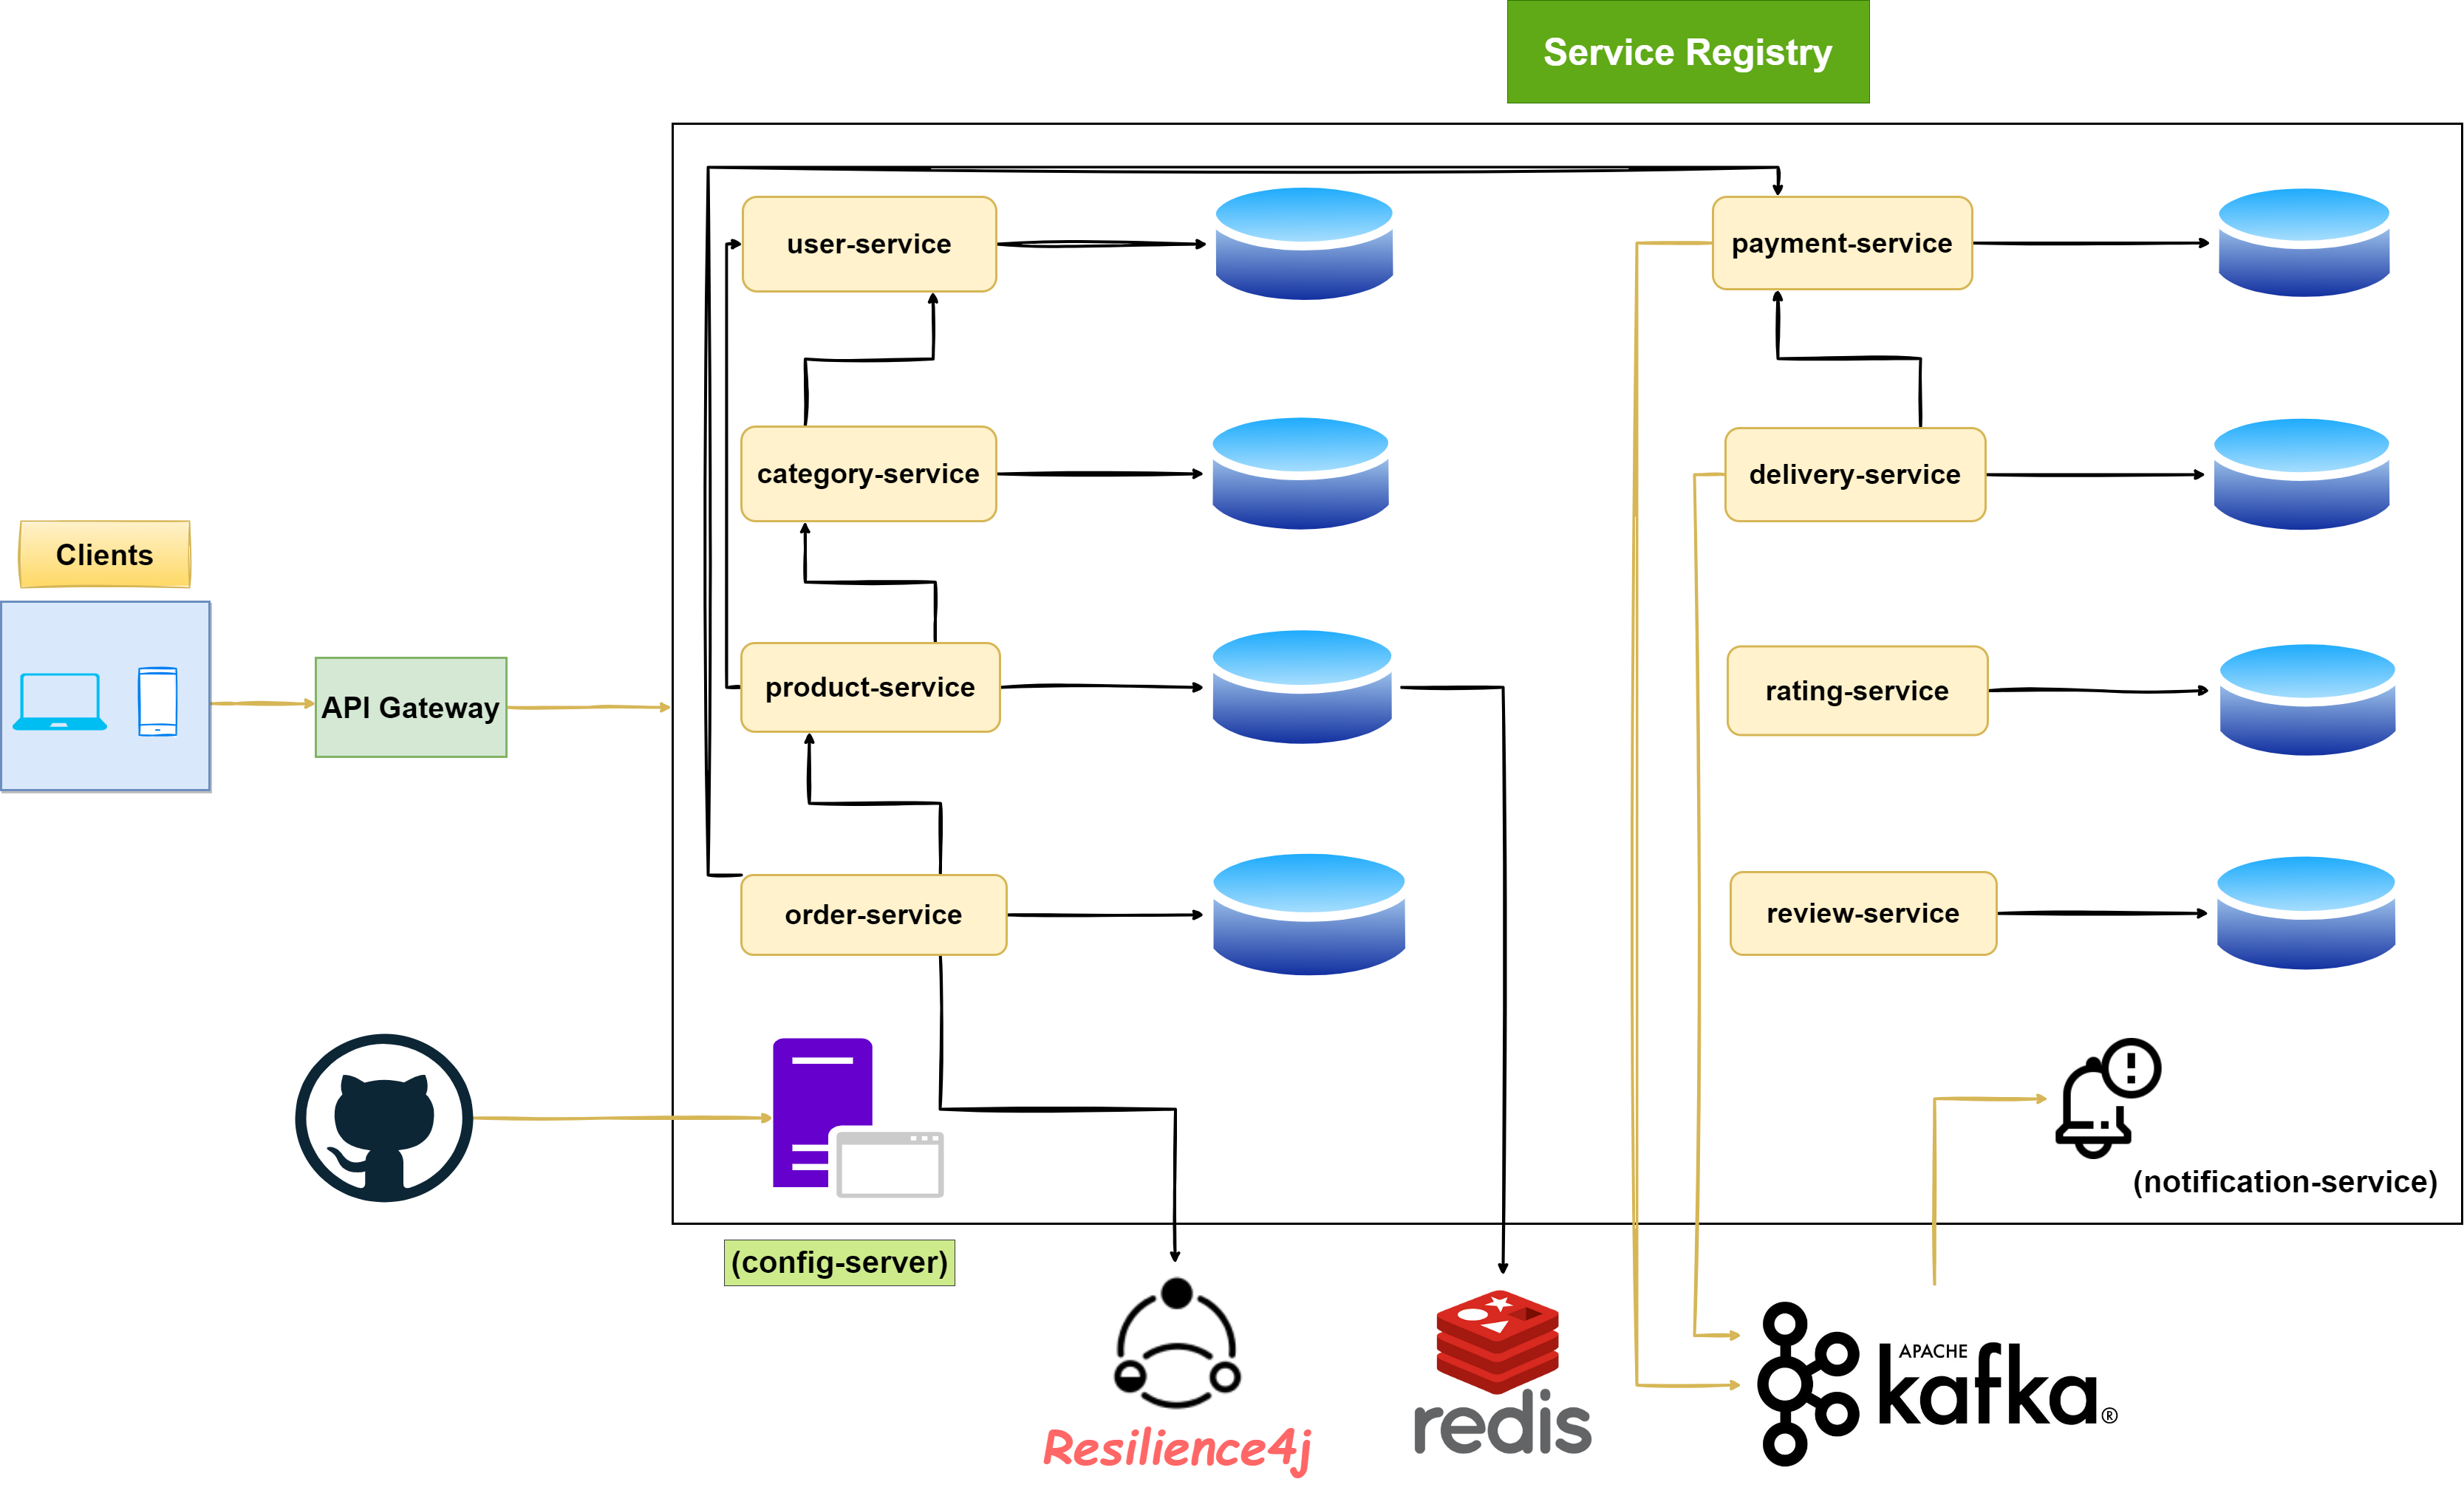 Service Registry
user-service
payment-service
category-service
delivery-service
Clients
product-service
rating-service
API Gateway
order-service
review-service
(notification-service)
(config-server)
Resilience4j
redis
APACHE
kafka®